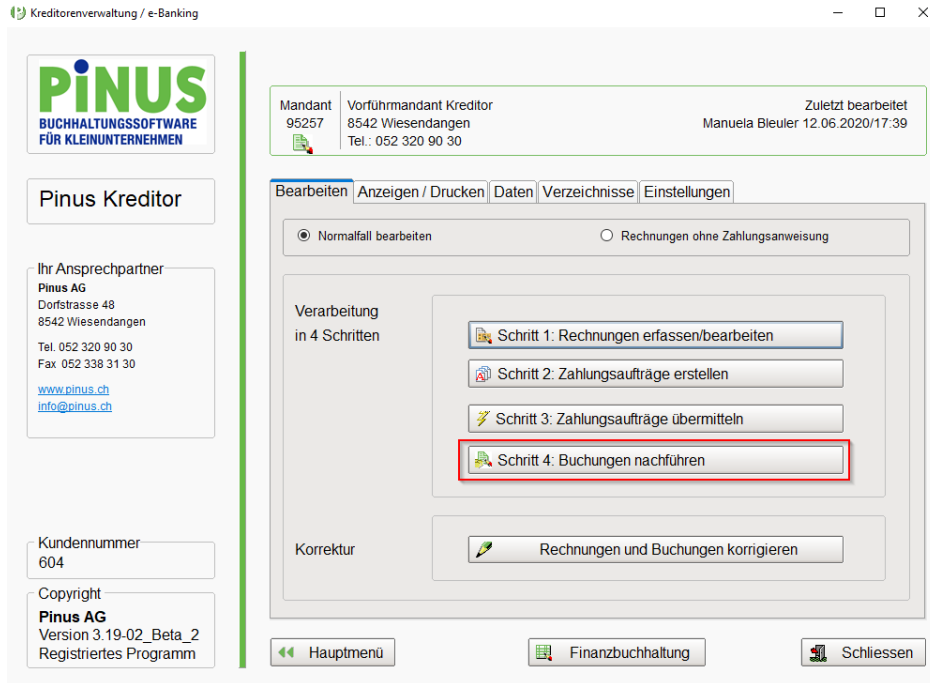 Kreditorenverwaltung / e-Banking
PiNUS
BUCHHALTUNGSSOFTWARE
FÜR KLEINUNTERNEHMEN
Pinus Kreditor
Ihr Ansprechpartner
Pinus AG
Dorfstrasse 48
8542 Wiesendangen
Tel. 052 320 90 30
Fax 052 338 31 30
www.pinus.ch
info@pinus.ch
Kundennummer
604
Copyright
Pinus AG
Version 3.19-02_Beta_2
Registriertes Programm
Mandant
95257
Vorführmandant Kreditor
8542 Wiesendangen
Tel.: 052 320 90 30
Zuletzt bearbeitet
Manuela Bleuler 12.06.2020/17:39
Bearbeiten Anzeigen / Drucken Daten Verzeichnisse Einstellungen
Normalfall bearbeiten Rechnungen ohne Zahlungsanweisung
Verarbeitung
in 4 Schritten
Schritt 1: Rechnungen erfassen/bearbeiten
Schritt 2: Zahlungsaufträge erstellen
Schritt 3: Zahlungsaufträge übermitteln
Schritt 4: Buchungen nachführen
Korrektur
Rechnungen und Buchungen korrigieren
Hauptmenü Finanzbuchhaltung Schliessen